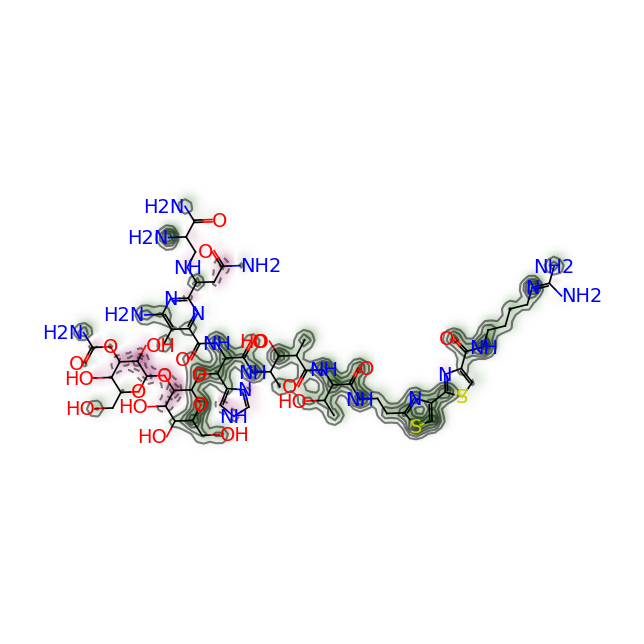 H2N O
H2N O
NH NH2 NH2
N N NH2
H2N N
H2N OH NH HO O NH O O NH
O O NH O N
HO O O N HO NH N S
HO HO O NH S
HO OH